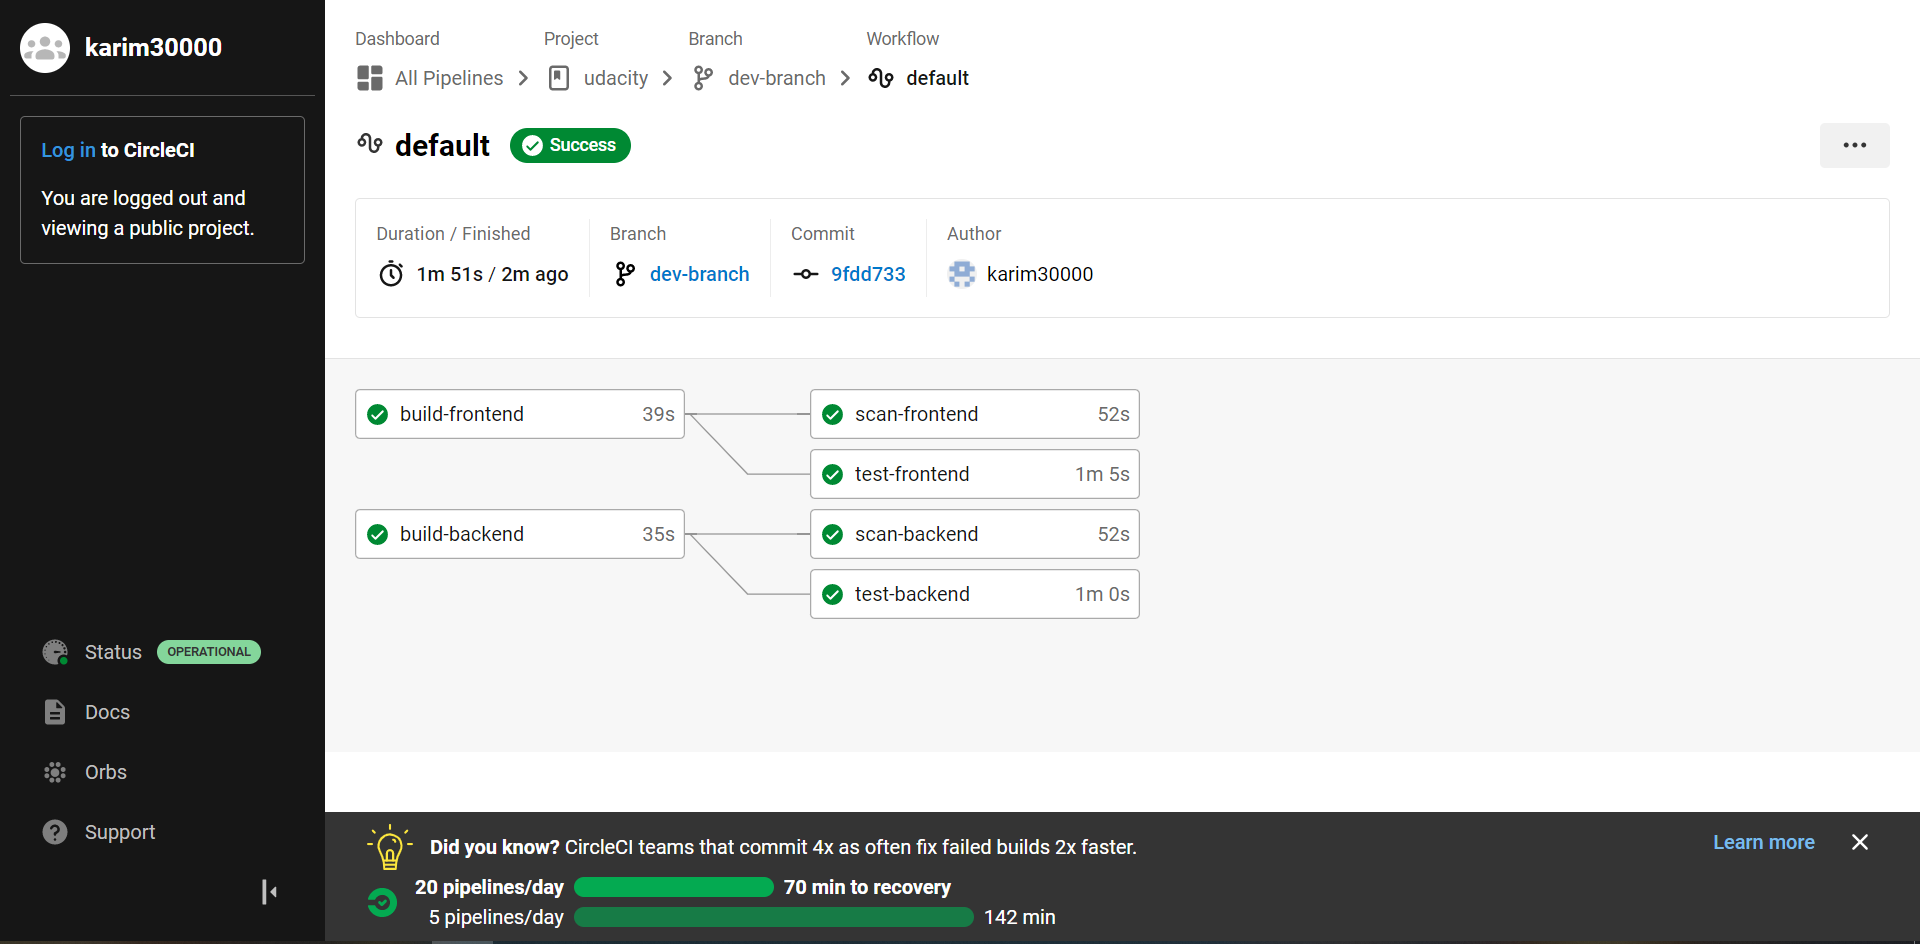 karim30000
Log in to CircleCI
You are logged out and
viewing a public project.
Status OPERATIONAL
Docs
Orbs
Support
Dashboard Project Branch Workflow
All Pipelines udacity dev-branch default
default Success
Duration / Finished Branch Commit Author
1m 51s / 2m ago dev-branch 9fdd733 karim30000
build-frontend 39s scan-frontend 52s
test-frontend 1m 5s
build-backend 35s scan-backend 52s
test-backend 1m 0s
Did you know? CircleCI teams that commit 4x as often fix failed builds 2x faster. Learn more
20 pipelines/day 70 min to recovery
5 pipelines/day 142 min